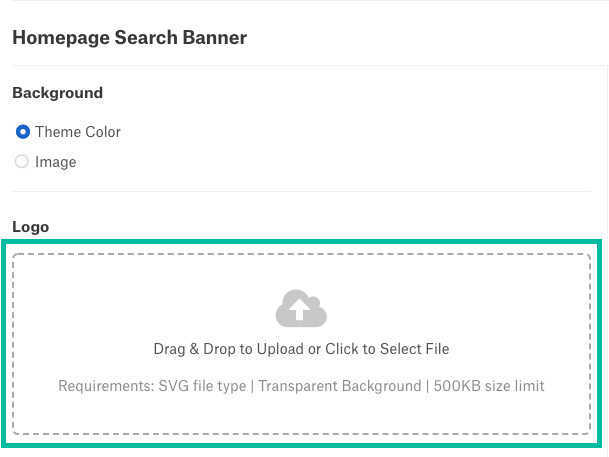 Homepage Search Banner
Background
Theme Color
Image
Logo
Drag & Drop to Upload or Click to Select File
Requirements: SVG file type | Transparent Background | 500KB size limit